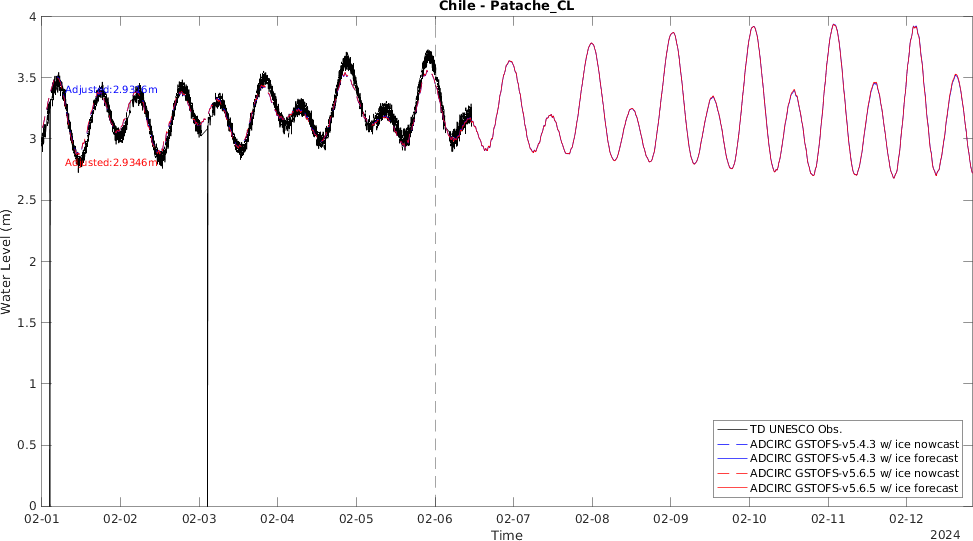 Chile - Patache_CL
4
3.5
3
2.5
2
1.5
1
0.5
0
Water Level (m)
Adjusted:2.9346m
TD UNESCO Obs.
ADCIRC GSTOFS-v5.4.3 w/ ice nowcast
ADCIRC GSTOFS-v5.4.3 w/ ice forecast
ADCIRC GSTOFS-v5.6.5 w/ ice nowcast
ADCIRC GSTOFS-v5.6.5 w/ ice forecast
02-01 02-02 02-03 02-04 02-05 02-06 02-07 02-08 02-09 02-10 02-11 02-12
Time
2024